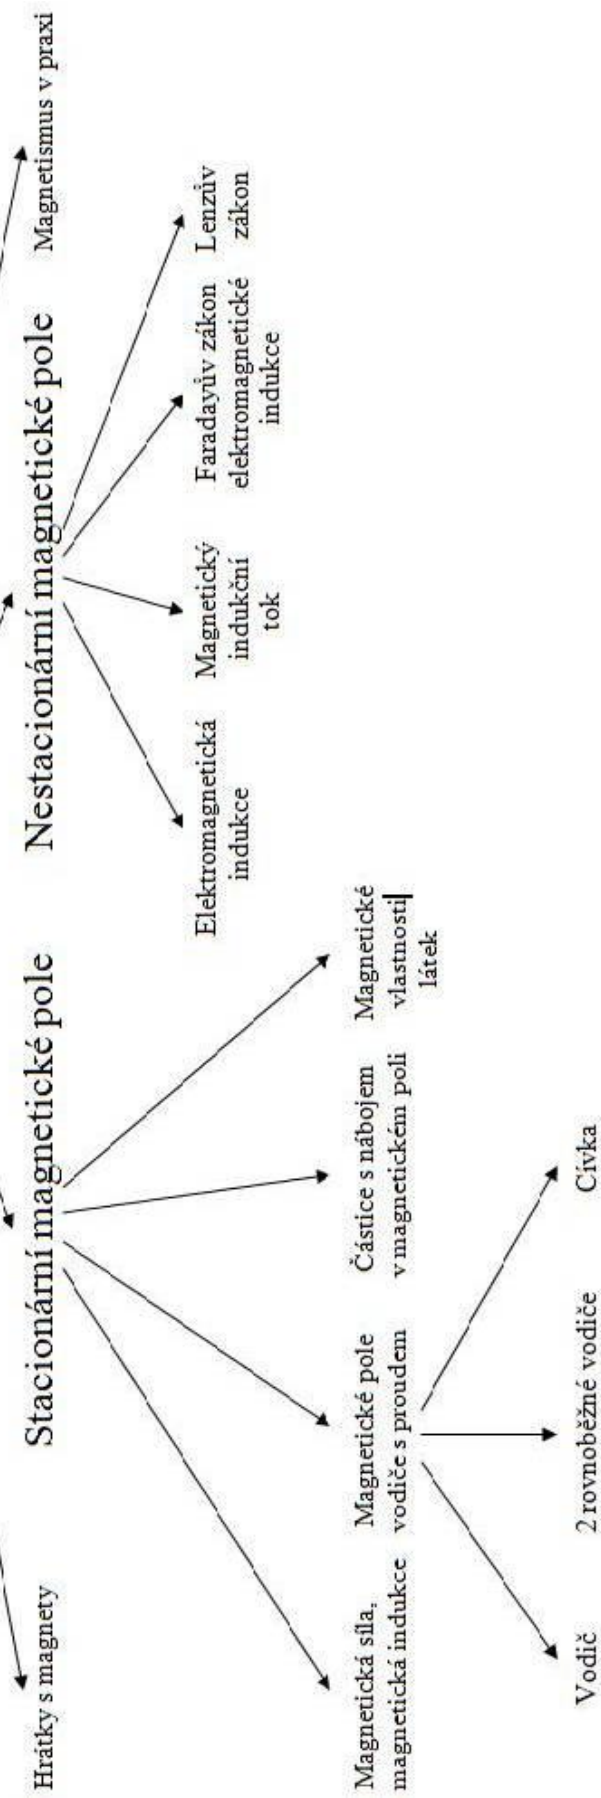 Hrátky s magnety
Stacionární magnetické pole
Nestacionární magnetické pole
Magnetismus v praxi
Elektromagnetická
indukce
Magnetický
indukční
tok
Faradayův zákon
elektromagnetické
indukce
Lenzův
zákon
Magnetická síla,
magnetická indukce
Magnetické pole
vodiče s proudem
Částice s nábojem
v magnetickém poli
Magnetické
vlastnosti
látek
Vodič
2 rovnoběžné vodiče
Cívka